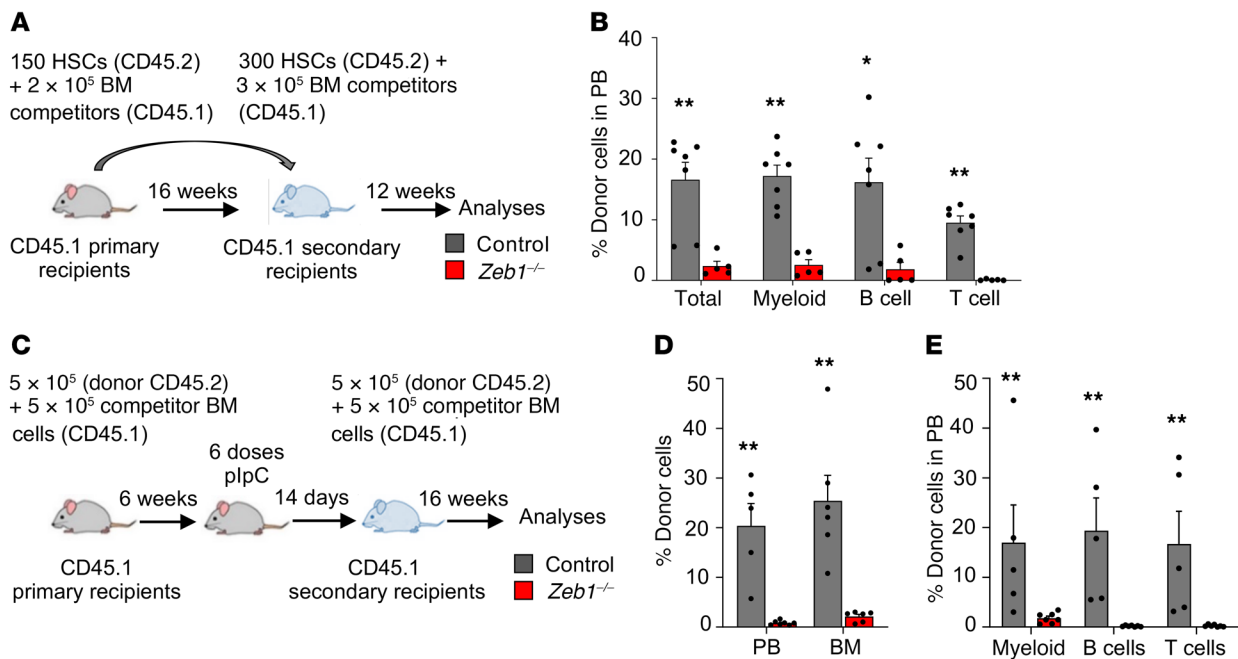 A
150 HSCs (CD45.2)
+ 2 × 10⁵ BM
competitors (CD45.1)
300 HSCs (CD45.2) +
3 × 10⁵ BM competitors
(CD45.1)
16 weeks
12 weeks
Analyses
CD45.1 primary
recipients
CD45.1 secondary
recipients
Control
Zeb1⁻/⁻
B
% Donor cells in PB
40
30
20
10
0
**
**
*
**
Total
Myeloid
B cell
T cell
C
5 × 10⁵ (donor CD45.2)
+ 5 × 10⁵ competitor BM
cells (CD45.1)
5 × 10⁵ (donor CD45.2)
+ 5 × 10⁵ competitor BM
cells (CD45.1)
6 weeks
6 doses
pIpC
14 days
16 weeks
Analyses
CD45.1
primary recipients
CD45.1
secondary recipients
Control
Zeb1⁻/⁻
D
% Donor cells
50
40
30
20
10
0
**
**
PB
BM
E
% Donor cells in PB
50
40
30
20
10
0
**
**
**
Myeloid
B cells
T cells